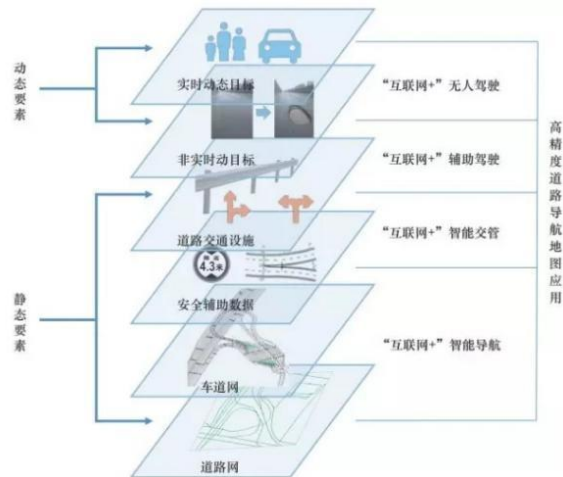 动态要素
实时动态目标
“互联网+”无人驾驶
非实时动目标
“互联网+”辅助驾驶
高精度道路导航地图应用
道路交通设施
“互联网+”智能交管
4.3米
安全辅助数据
静态要素
“互联网+”智能导航
车道网
道路网